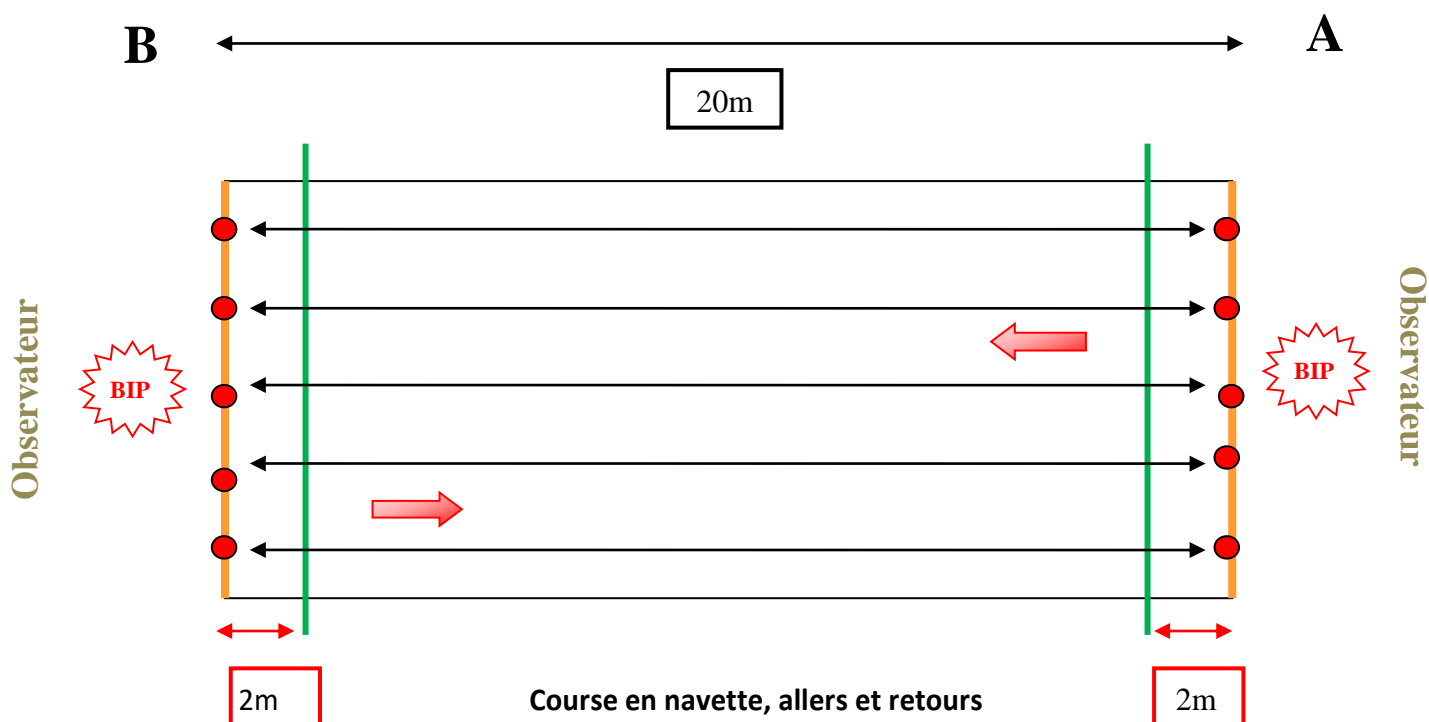 B
A
20m
Observateur
BIP
BIP
Observateur
2m
Course en navette, allers et retours
2m